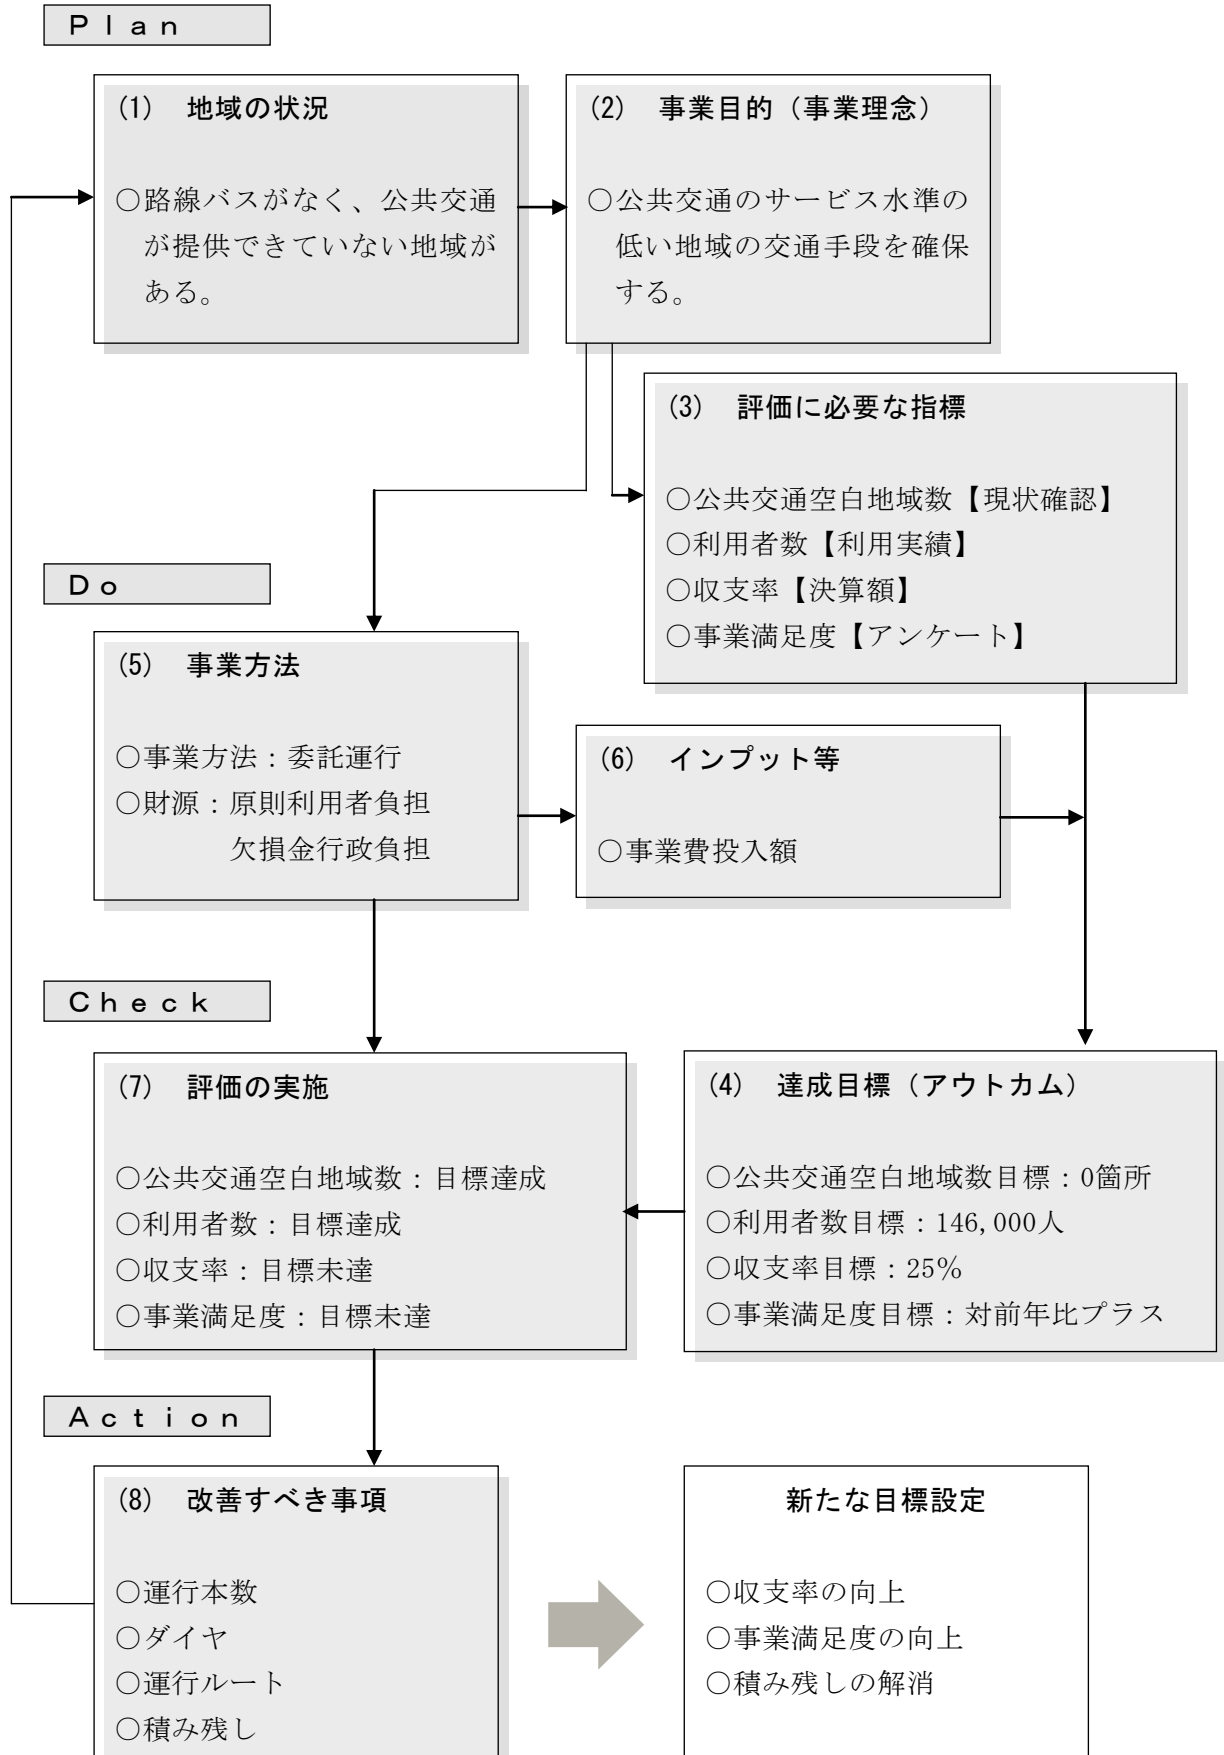 Plan
(1) 地域の状況
○路線バスがなく、公共交通
が提供できていない地域が
ある。
(2) 事業目的（事業理念）
○公共交通のサービス水準の
低い地域の交通手段を確保
する。
(3) 評価に必要な指標
○公共交通空白地域数【現状確認】
○利用者数【利用実績】
○収支率【決算額】
○事業満足度【アンケート】
Do
(5) 事業方法
○事業方法：委託運行
○財源：原則利用者負担
欠損金行政負担
(6) インプット等
○事業費投入額
Check
(7) 評価の実施
○公共交通空白地域数：目標達成
○利用者数：目標達成
○収支率：目標未達
○事業満足度：目標未達
(4) 達成目標（アウトカム）
○公共交通空白地域数目標：0箇所
○利用者数目標：146,000人
○収支率目標：25%
○事業満足度目標：対前年比プラス
Action
(8) 改善すべき事項
○運行本数
○ダイヤ
○運行ルート
○積み残し
新たな目標設定
○収支率の向上
○事業満足度の向上
○積み残しの解消